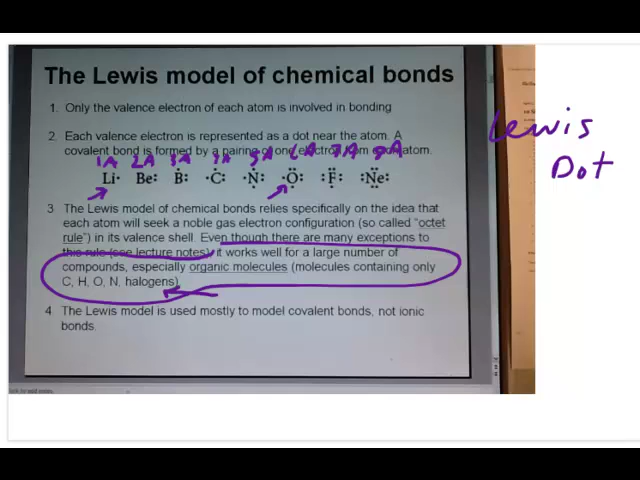 The Lewis model of chemical bonds
1. Only the valence electron of each atom is involved in bonding
Lewis
Dot
2. Each valence electron is represented as a dot near the atom. A
covalent bond is formed by a pairing of one electron from each atom.
1A 2A 3A 4A 5A 6A 7A 8A
Li· Be: B: ·C: ·N: ·O: :F: :Ne:
3 The Lewis model of chemical bonds relies specifically on the idea that
each atom will seek a noble gas electron configuration (so called "octet
rule") in its valence shell. Even though there are many exceptions to
this rule (see lecture notes) it works well for a large number of
compounds, especially organic molecules (molecules containing only
C, H, O, N, halogens)
4 The Lewis model is used mostly to model covalent bonds, not ionic
bonds.